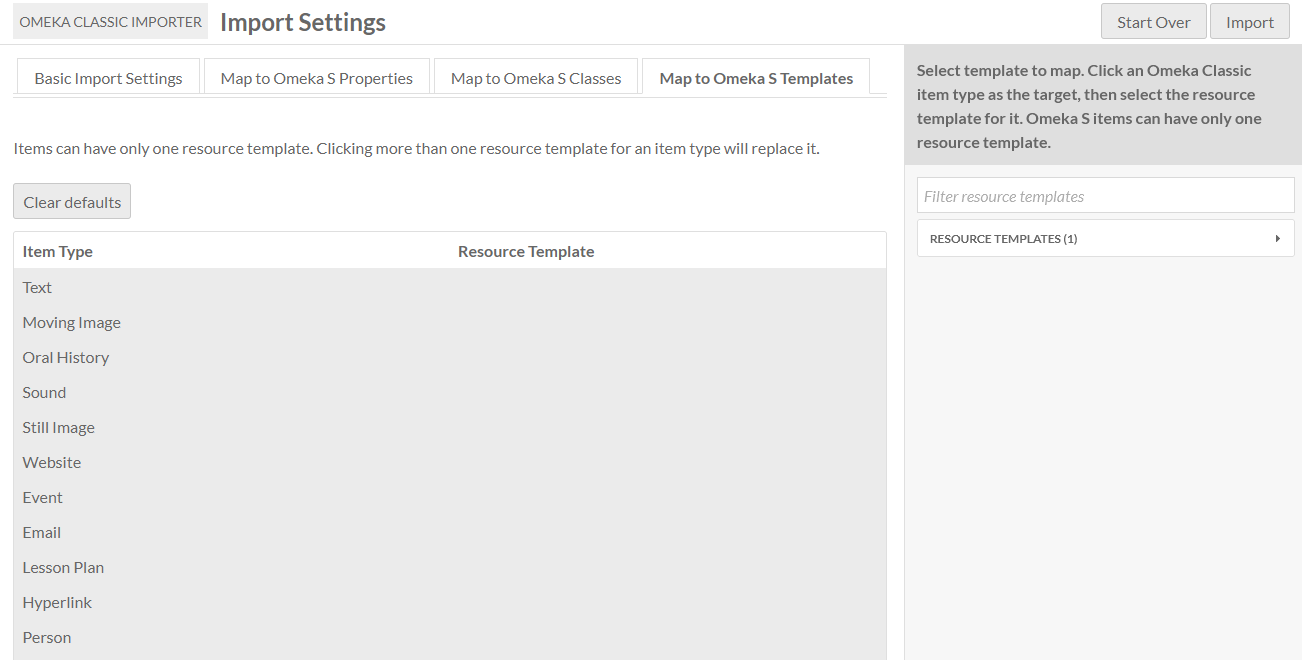 OMEKA CLASSIC IMPORTER Import Settings Start Over Import
Basic Import Settings Map to Omeka S Properties Map to Omeka S Classes Map to Omeka S Templates
Items can have only one resource template. Clicking more than one resource template for an item type will replace it.
Clear defaults
Item Type Resource Template
Text
Moving Image
Oral History
Sound
Still Image
Website
Event
Email
Lesson Plan
Hyperlink
Person
Select template to map. Click an Omeka Classic
item type as the target, then select the resource
template for it. Omeka S items can have only one
resource template.
Filter resource templates
RESOURCE TEMPLATES (1)